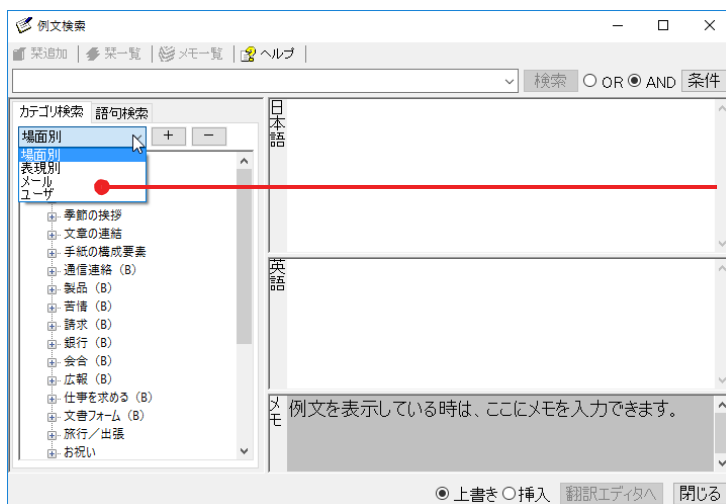 例文検索
栞追加 栞一覧 メモ一覧 ヘルプ
検索 OR AND 条件
カテゴリ検索 語句検索
場面別 + -
場面別
表現別
メール
ユーザ
季節の挨拶
文章の連結
手紙の構成要素
通信連絡 (B)
製品 (B)
苦情 (B)
請求 (B)
銀行 (B)
会合 (B)
広報 (B)
仕事を求める (B)
文書フォーム (B)
旅行／出張
お祝い
日本語
英語
メモ
例文を表示している時は、ここにメモを入力できます。
上書き 挿入 翻訳エディタへ 閉じる